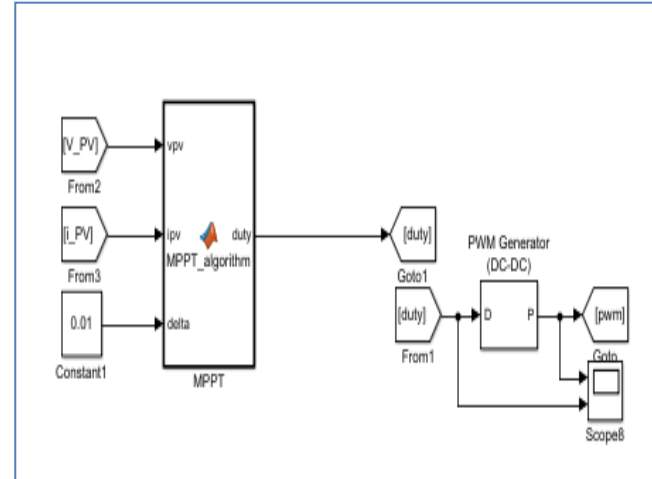 [V_PV]
From2
[i_PV]
From3
0.01
Constant1
vpv
ipv
delta
duty
MPPT_algorithm
MPPT
[duty]
Goto1
[duty]
From1
PWM Generator
(DC-DC)
D
P
[pwm]
Goto
Scope8